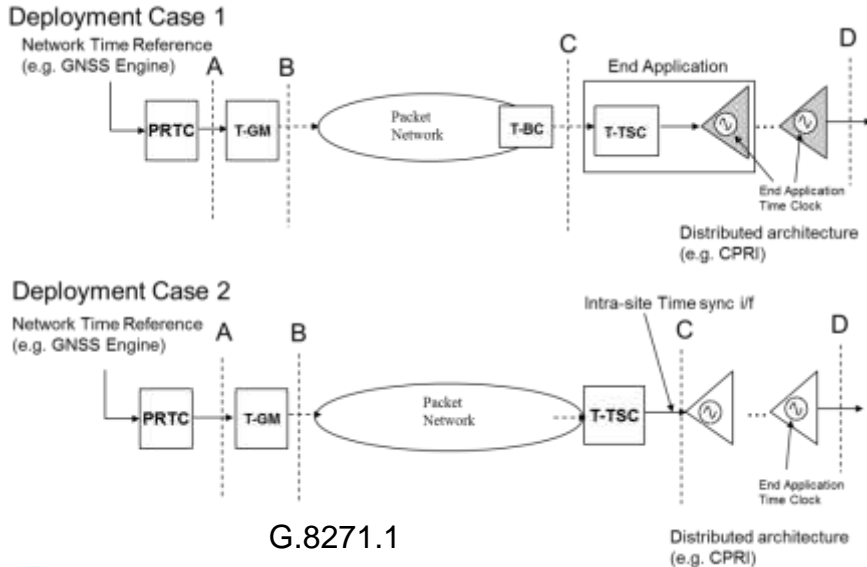 Deployment Case 1
Network Time Reference
(e.g. GNSS Engine)
A
B
C
D
End Application
PRTC
T-GM
Packet
Network
T-BC
T-TSC
End Application
Time Clock
Distributed architecture
(e.g. CPRI)
Deployment Case 2
Intra-site Time sync i/f
Network Time Reference
(e.g. GNSS Engine)
A
B
C
D
PRTC
T-GM
Packet
Network
T-TSC
End Application
Time Clock
G.8271.1
Distributed architecture
(e.g. CPRI)